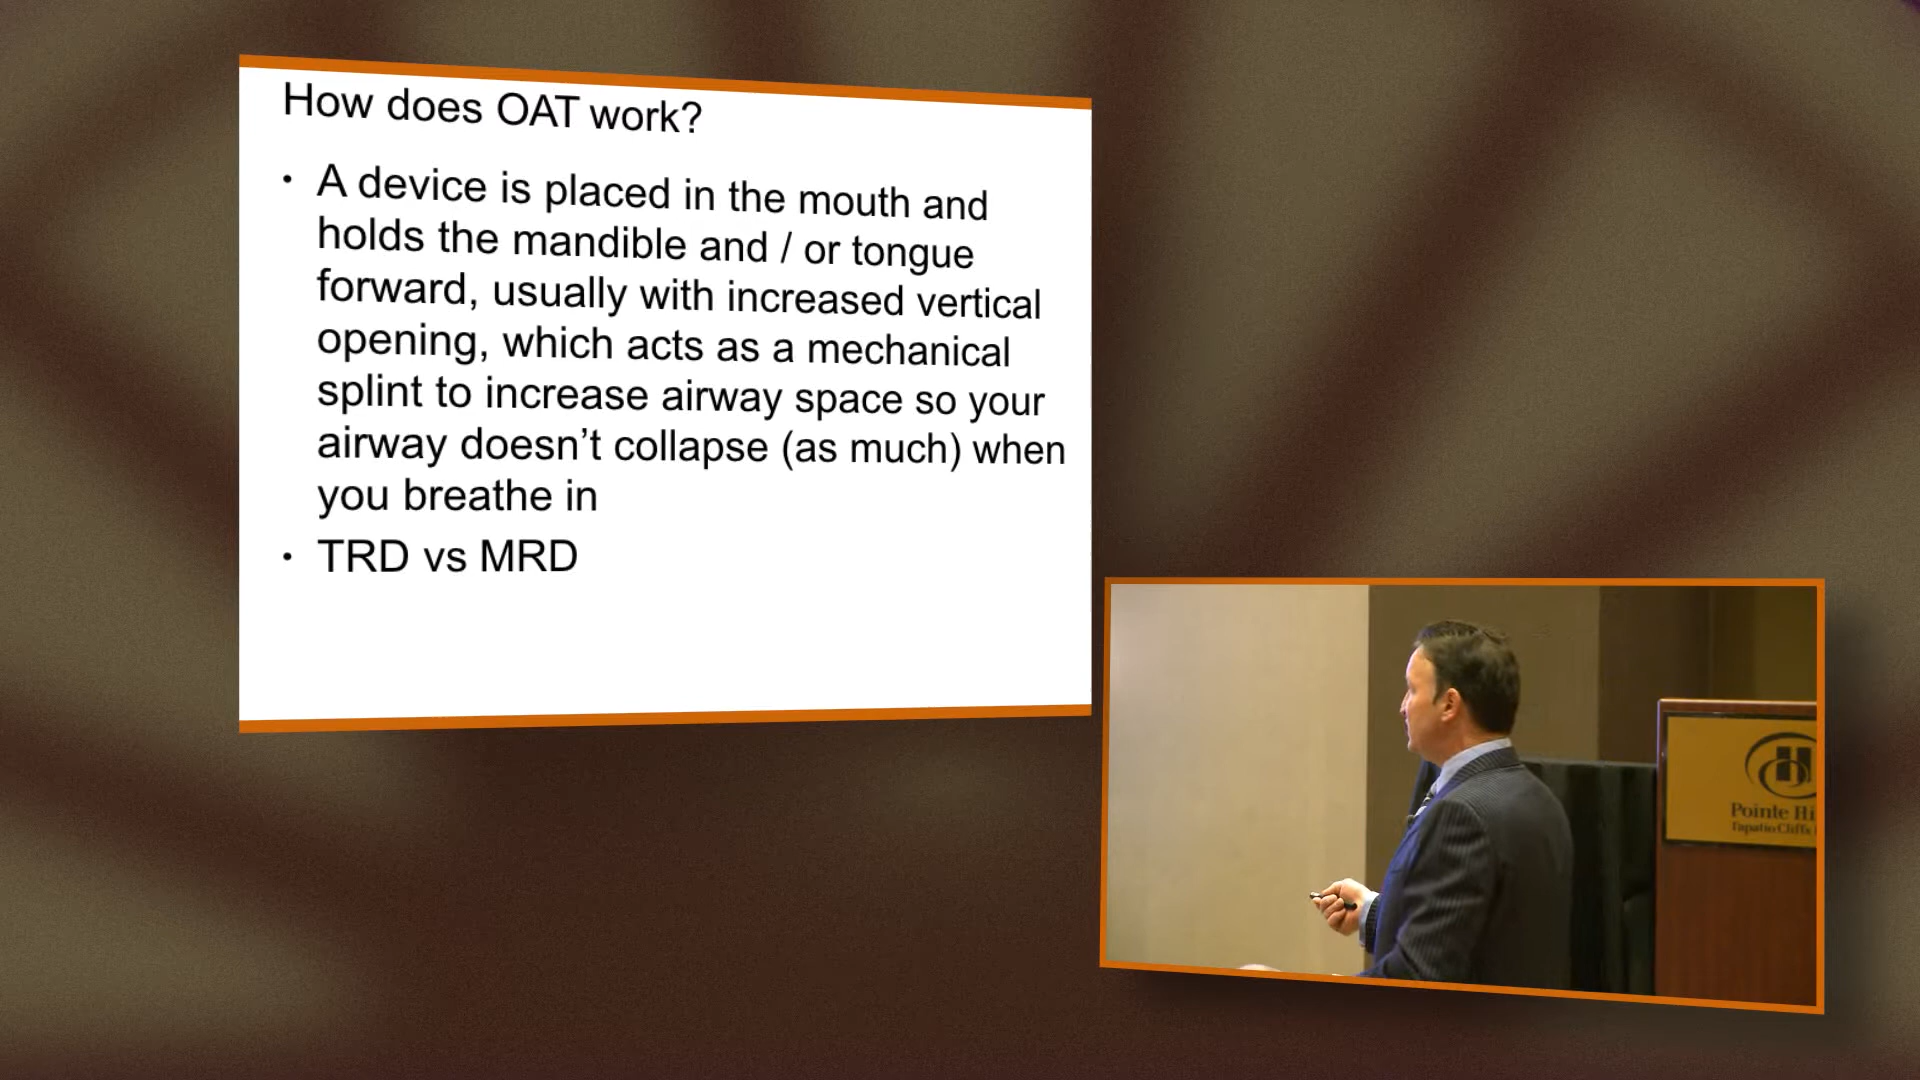 How does OAT work?
• A device is placed in the mouth and
holds the mandible and / or tongue
forward, usually with increased vertical
opening, which acts as a mechanical
splint to increase airway space so your
airway doesn’t collapse (as much) when
you breathe in
• TRD vs MRD
Pointe
Tapatio Cliffs